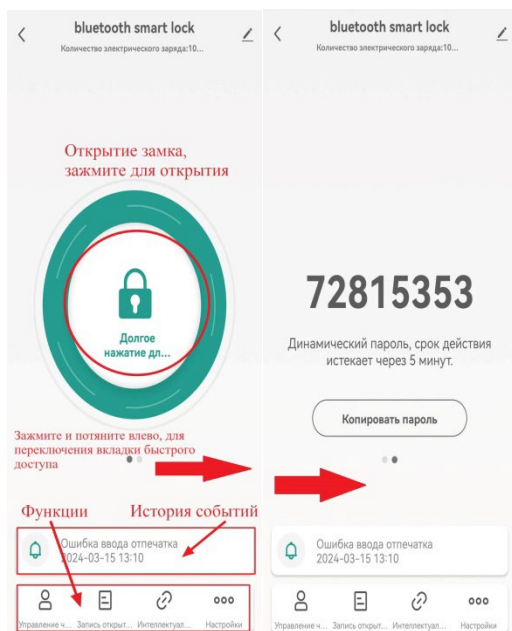 bluetooth smart lock
Количество электрического заряда:10...
Открытие замка,
зажмите для открытия
Долгое
нажатие дл...
Зажмите и потяните влево, для
переключения вкладки быстрого
доступа
Функции
История событий
Ошибка ввода отпечатка
2024-03-15 13:10
Управление ч...
Запись открыт...
Интеллектуал...
Настройки
bluetooth smart lock
Количество электрического заряда:10...
72815353
Динамический пароль, срок действия
истекает через 5 минут.
Копировать пароль
Ошибка ввода отпечатка
2024-03-15 13:10
Управление ч...
Запись открыт...
Интеллектуал...
Настройки